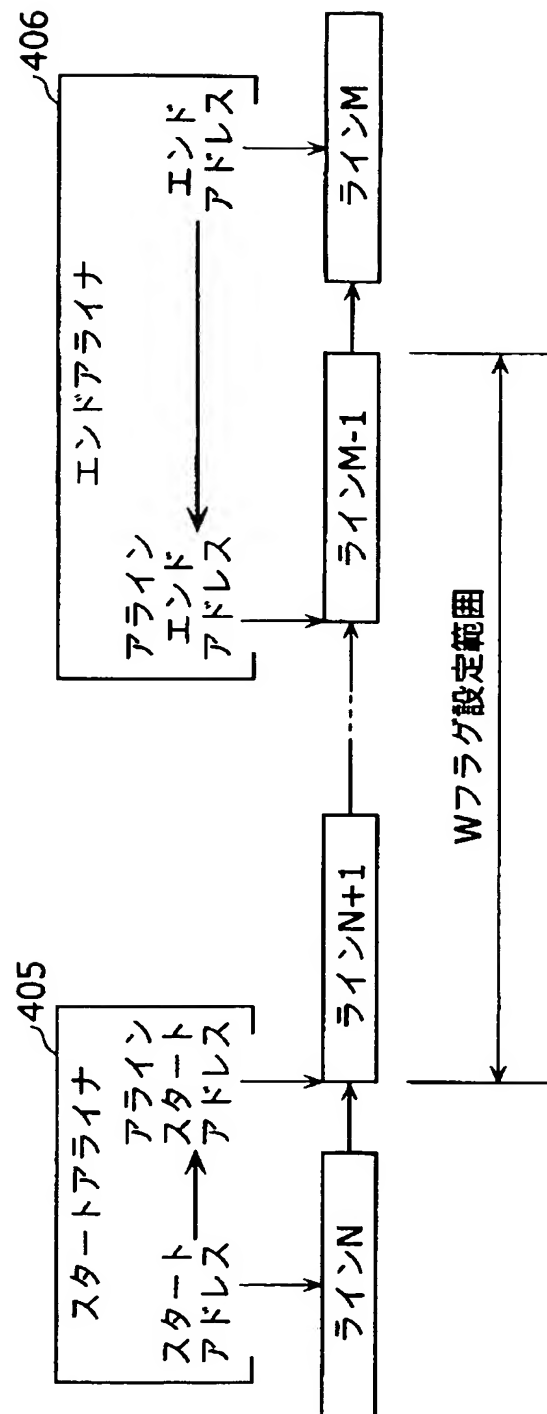 405
スタートアライナ
スタート
アドレス
アライン
スタート
アドレス
406
エンドアライナ
アライン
エンド
アドレス
エンド
アドレス
ラインN
ラインN+1
ラインM-1
ラインM
Wフラグ設定範囲